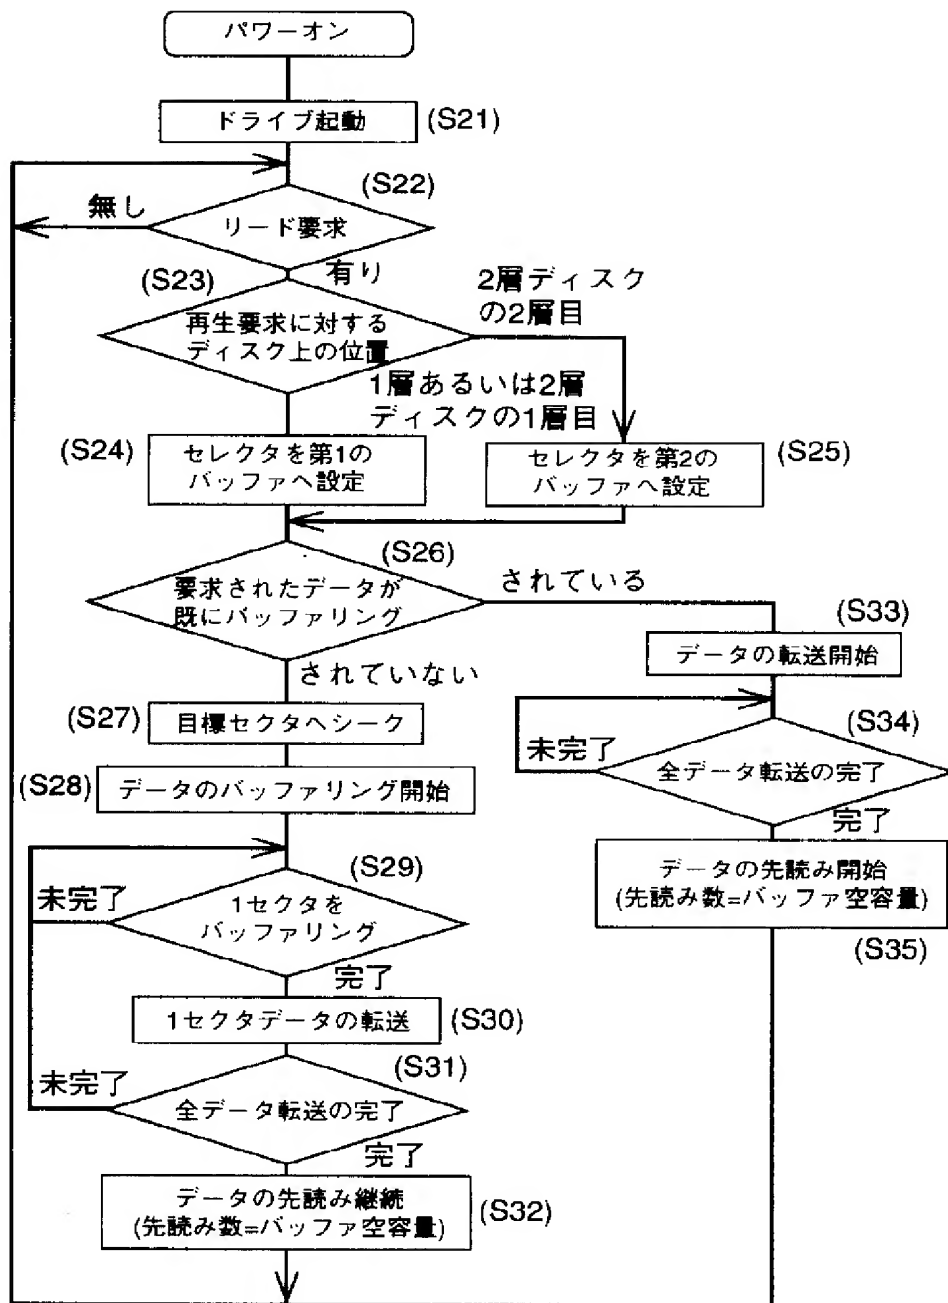 パワーオン
ドライブ起動
(S21)
(S22)
無し
リード要求
有り
(S23)
再生要求に対する
ディスク上の位置
2層ディスク
の2層目
1層あるいは2層
ディスクの1層目
(S24)
セレクタを第1の
バッファへ設定
セレクタを第2の
バッファへ設定
(S25)
(S26)
要求されたデータが
既にバッファリング
されている
されていない
(S33)
データの転送開始
(S27)
目標セクタへシーク
(S34)
未完了
全データ転送の完了
完了
(S28)
データのバッファリング開始
データの先読み開始
(先読み数=バッファ空容量)
(S35)
(S29)
未完了
1セクタを
バッファリング
完了
1セクタデータの転送
(S30)
(S31)
未完了
全データ転送の完了
完了
データの先読み継続
(先読み数=バッファ空容量)
(S32)